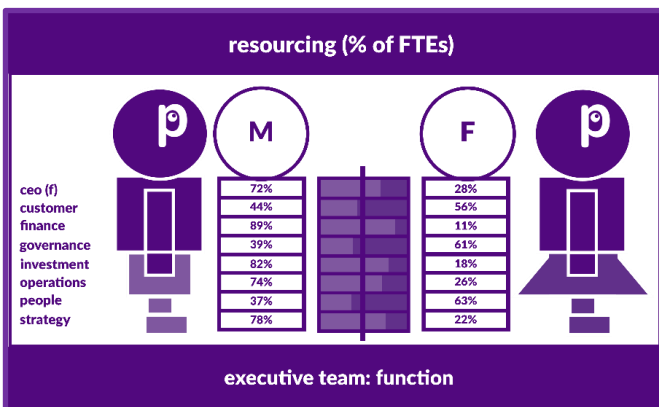 resourcing (% of FTEs)
p M F p
ceo (f) 72% 28%
customer 44% 56%
finance 89% 11%
governance 39% 61%
investment 82% 18%
operations 74% 26%
people 37% 63%
strategy 78% 22%
executive team: function